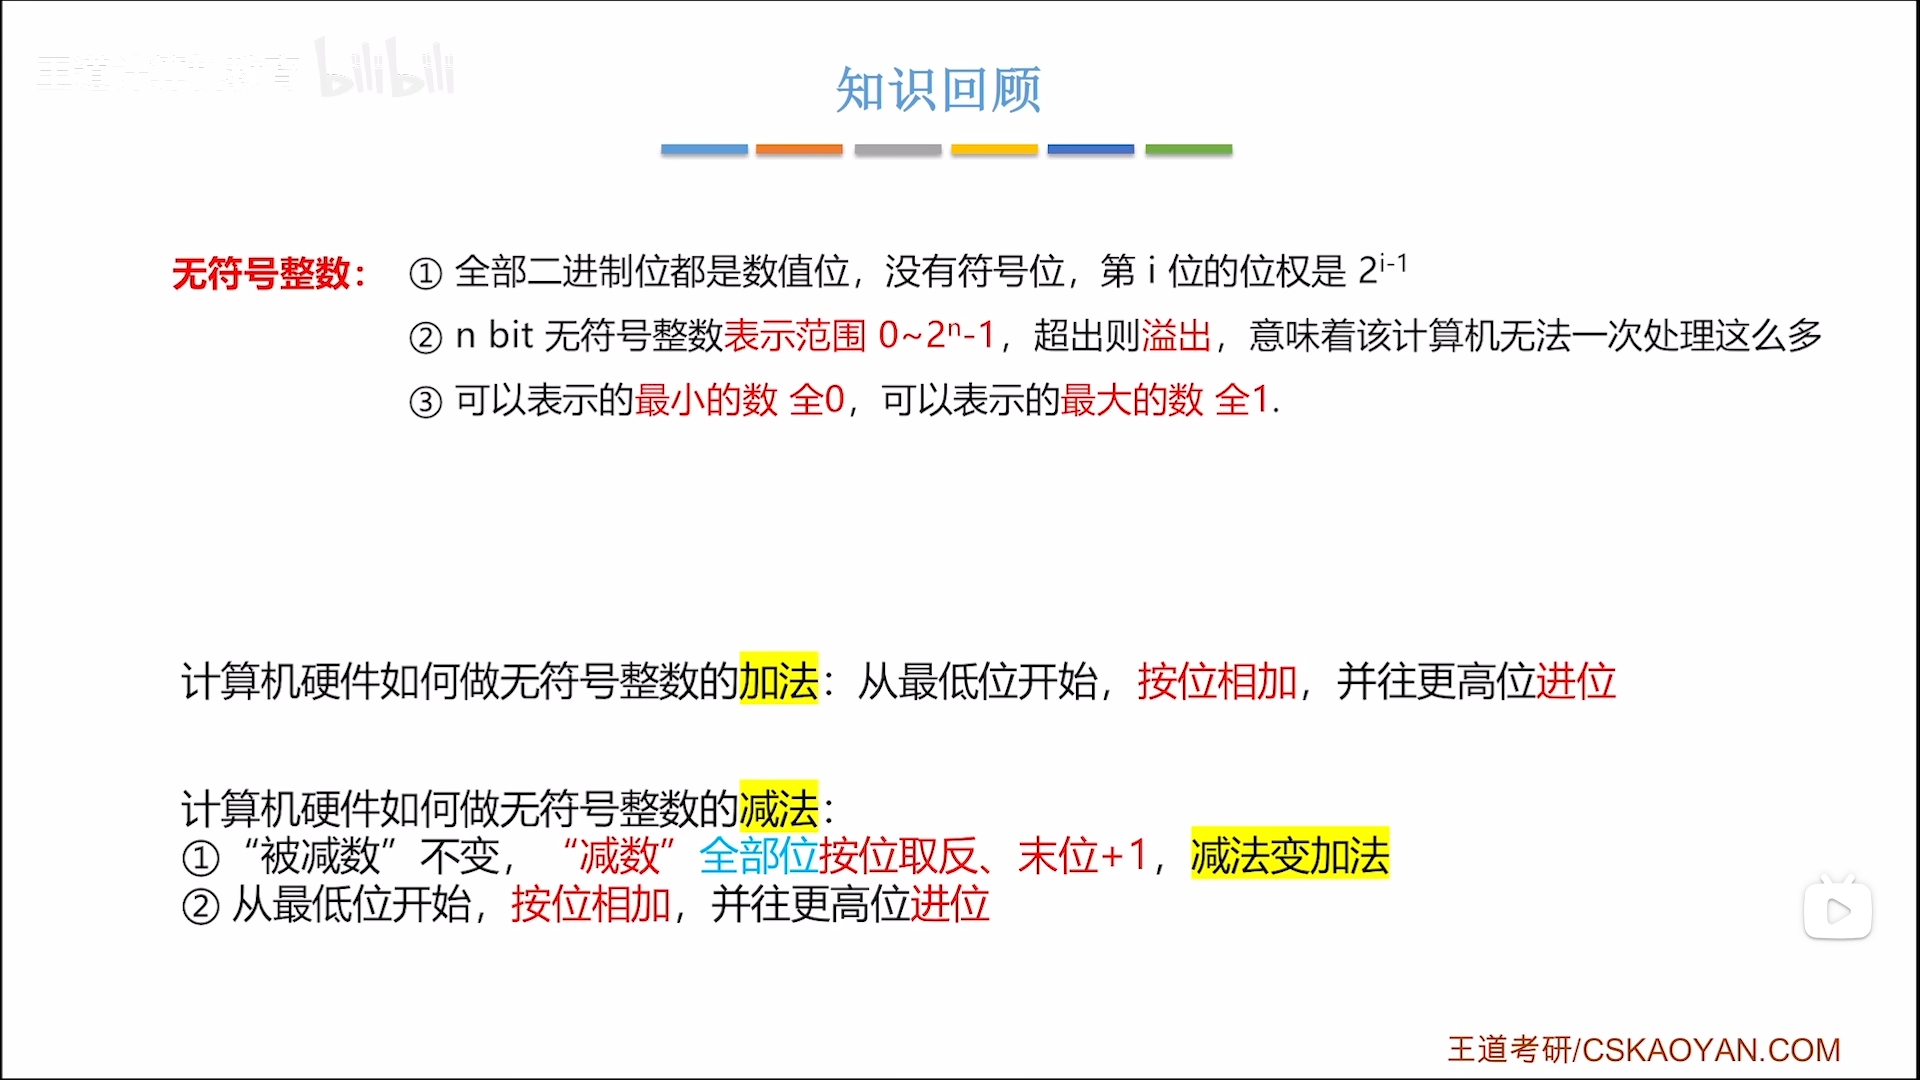 bilibili
知识回顾
无符号整数： ① 全部二进制位都是数值位，没有符号位，第 i 位的位权是 2^{i-1}
② n bit 无符号整数表示范围 0~2ⁿ-1，超出则溢出，意味着该计算机无法一次处理这么多
③ 可以表示的最小的数 全0，可以表示的最大的数 全1.
计算机硬件如何做无符号整数的加法：从最低位开始，按位相加，并往更高位进位
计算机硬件如何做无符号整数的减法：
① “被减数” 不变，“减数” 全部位按位取反、末位+1，减法变加法
② 从最低位开始，按位相加，并往更高位进位
王道考研/CSKAOYAN.COM